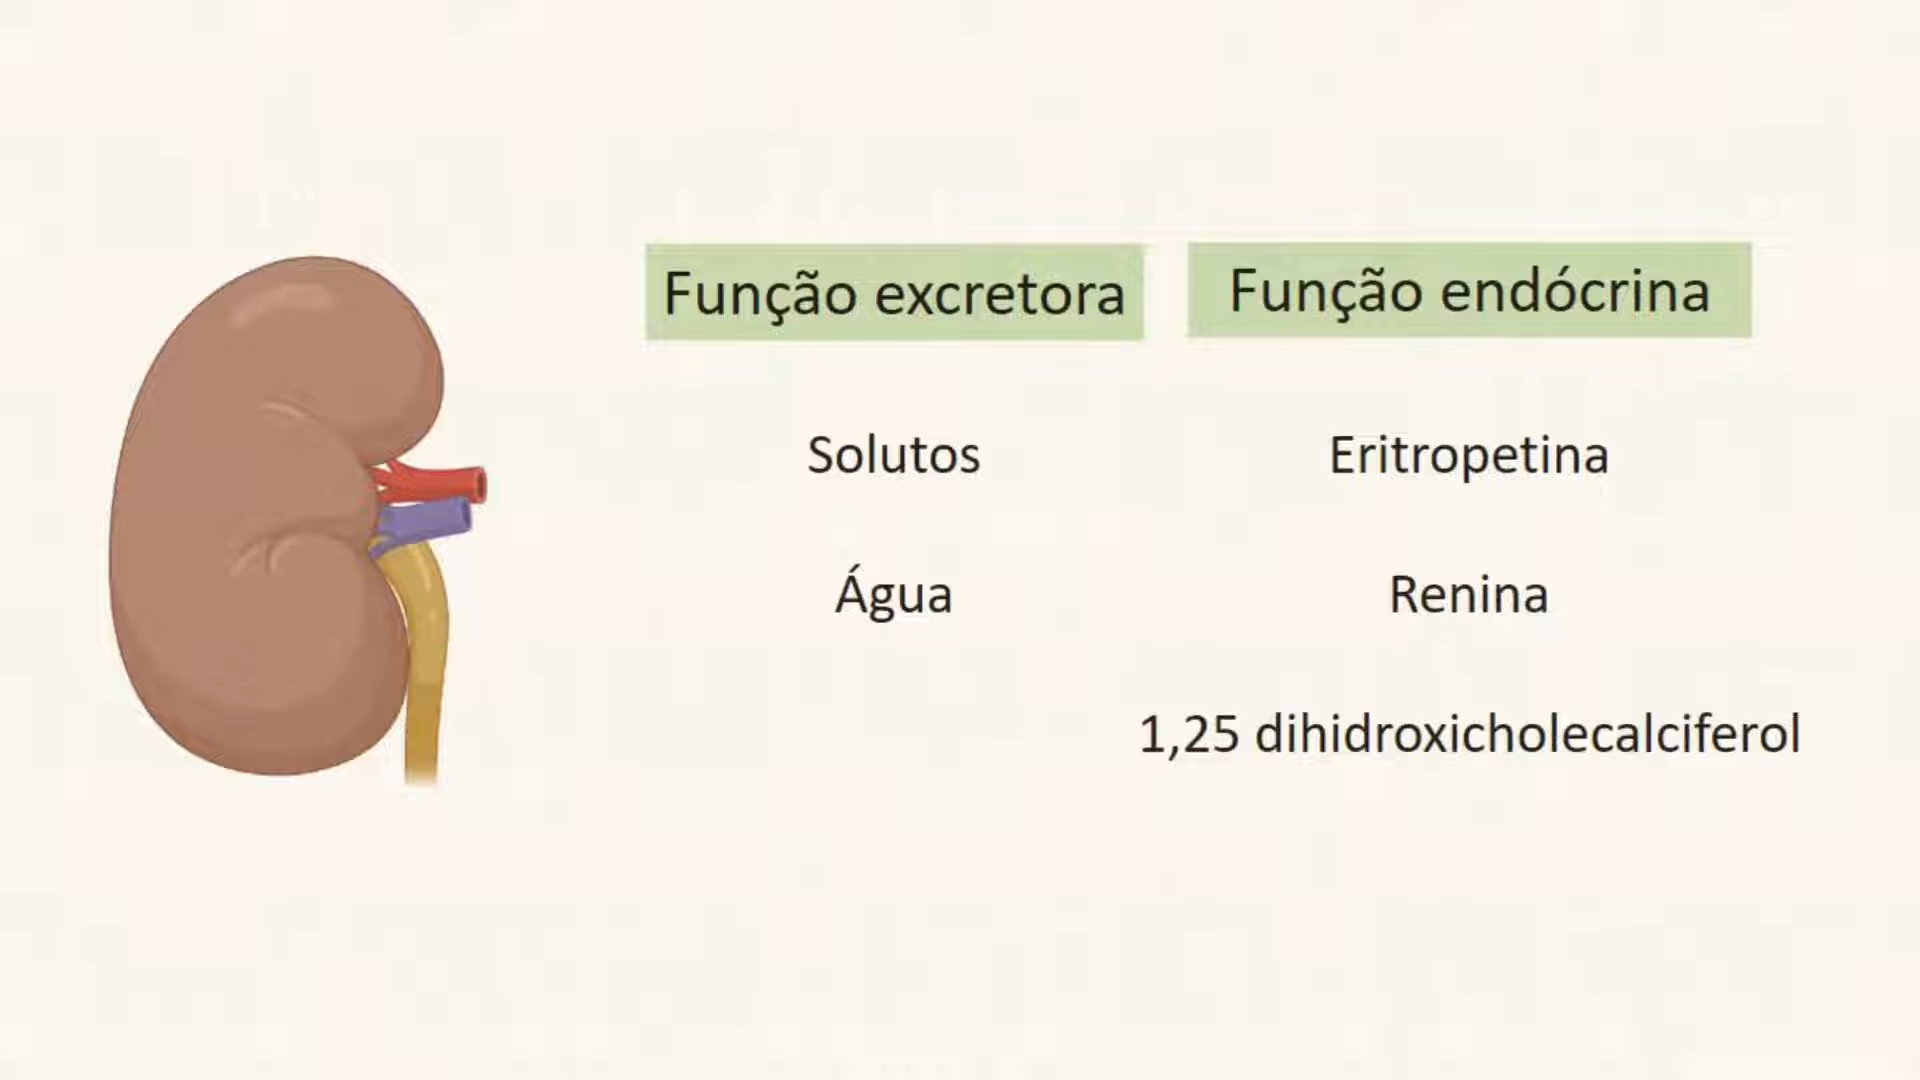 Função excretora
Função endócrina
Solutos
Eritropetina
Água
Renina
1,25 dihidroxicholecalciferol